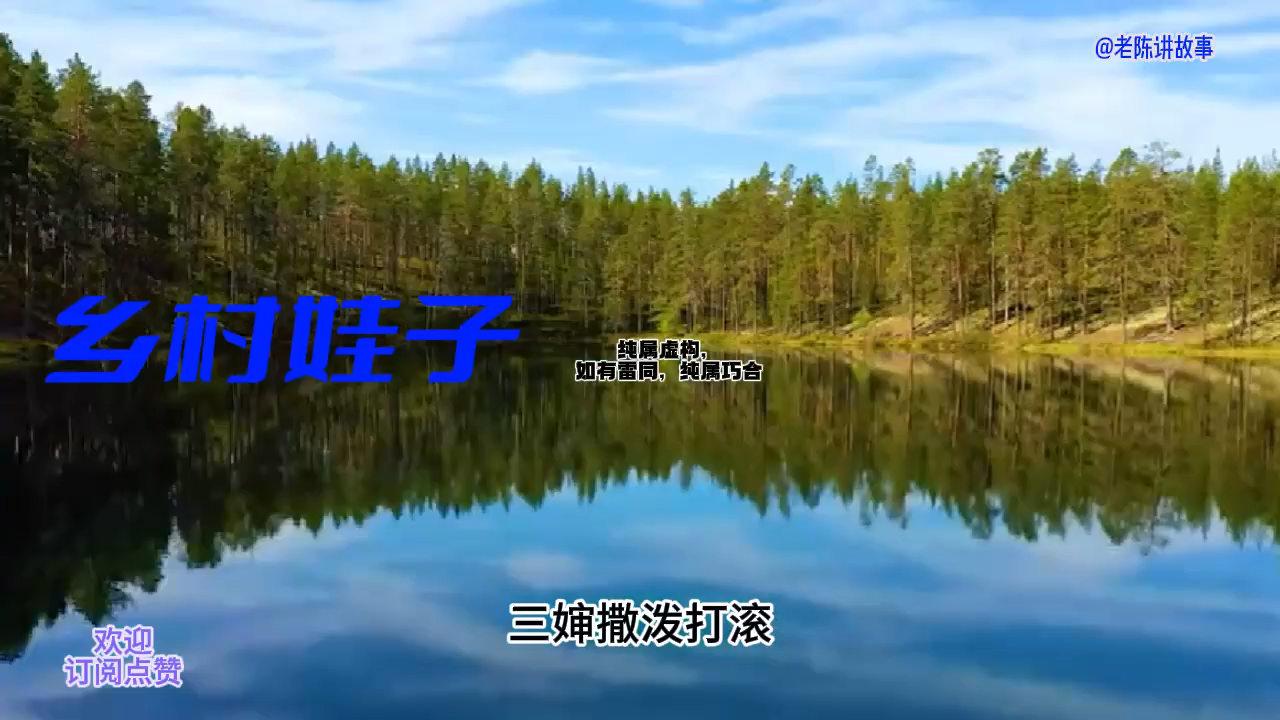 @老陈讲故事
乡村娃子
纯属虚构,
如有雷同，纯属巧合
三婶撒泼打滚
欢迎
订阅点赞